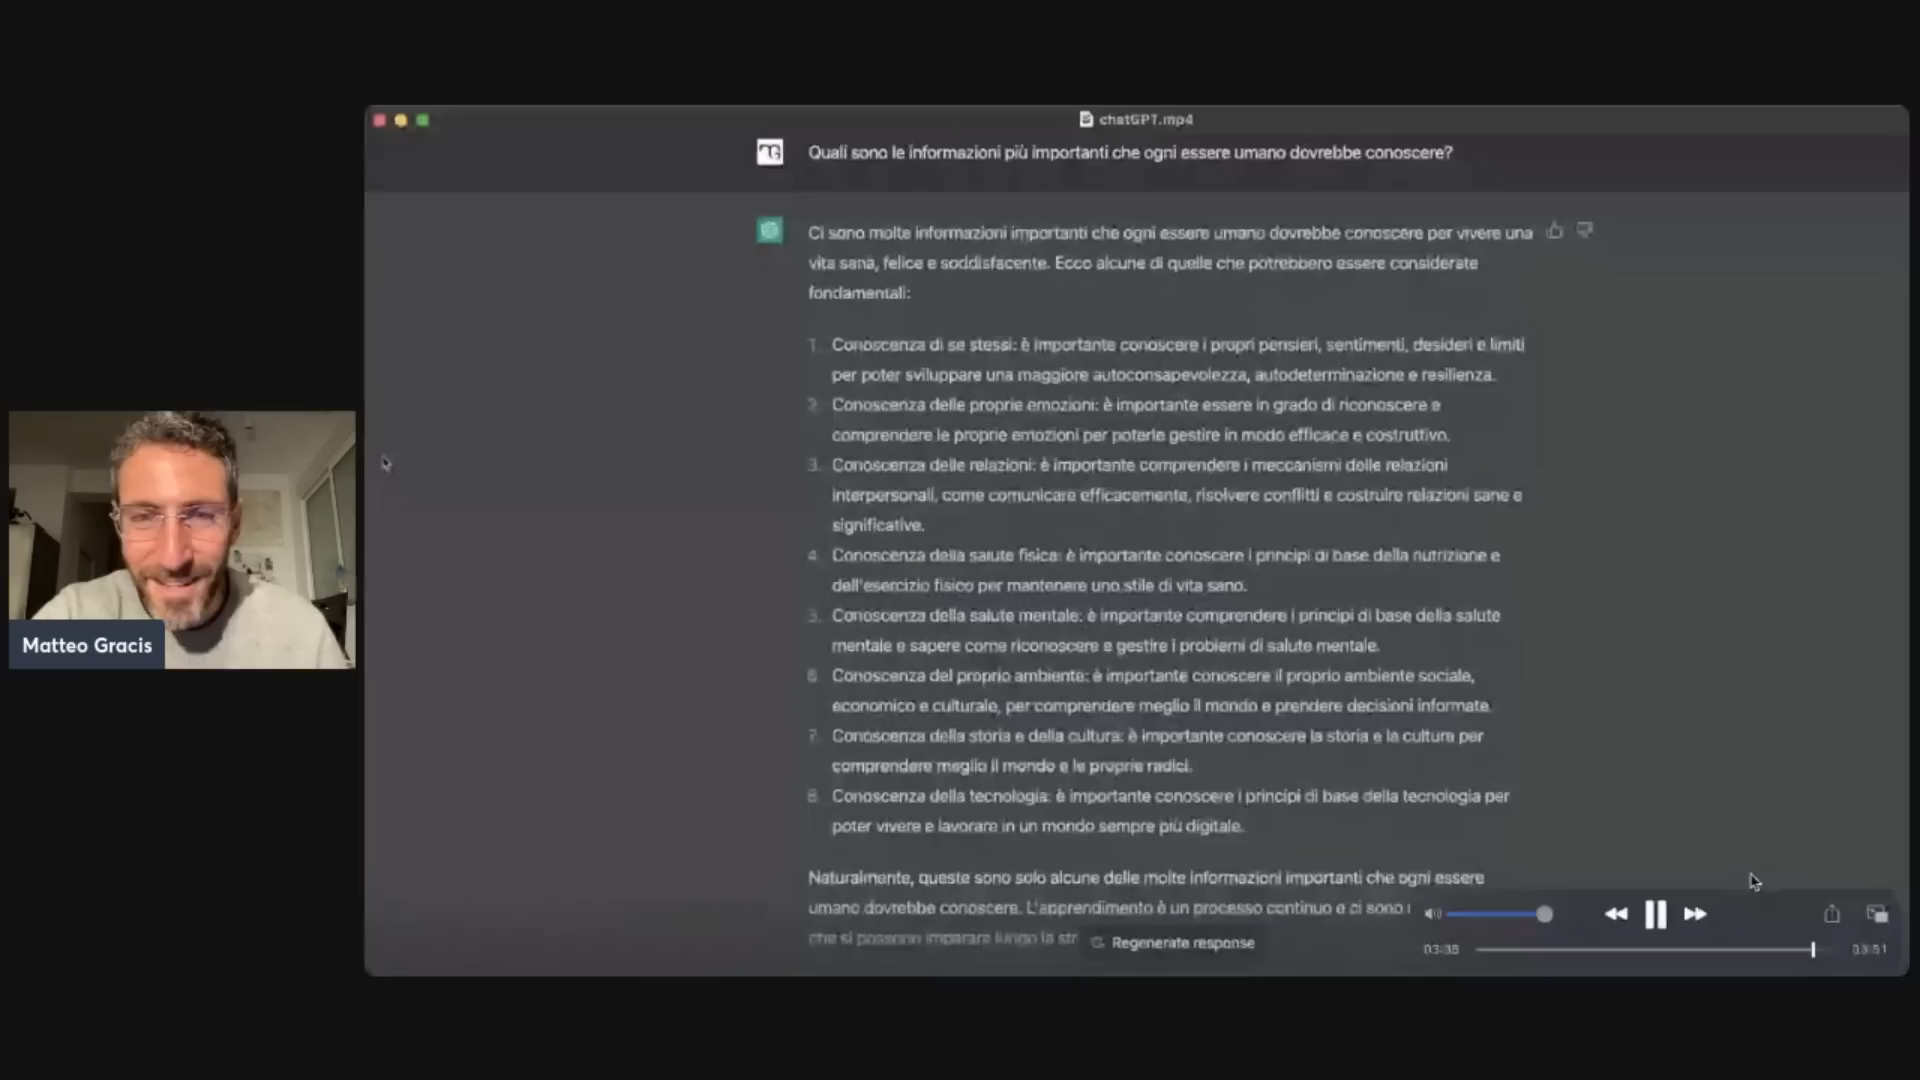 chatGPT.mp4
TG Quali sono le informazioni più importanti che ogni essere umano dovrebbe conoscere?
Ci sono molte informazioni importanti che ogni essere umano dovrebbe conoscere per vivere una
vita sana, felice e soddisfacente. Ecco alcune di quelle che potrebbero essere considerate
fondamentali:
1. Conoscenza di se stessi: è importante conoscere i propri pensieri, sentimenti, desideri e limiti
per poter sviluppare una maggiore autoconsapevolezza, autodeterminazione e resilienza.
2. Conoscenza delle proprie emozioni: è importante essere in grado di riconoscere e
comprendere le proprie emozioni per poterle gestire in modo efficace e costruttivo.
3. Conoscenza delle relazioni: è importante comprendere i meccanismi delle relazioni
interpersonali, come comunicare efficacemente, risolvere conflitti e costruire relazioni sane e
significative.
4. Conoscenza della salute fisica: è importante conoscere i principi di base della nutrizione e
dell'esercizio fisico per mantenere uno stile di vita sano.
5. Conoscenza della salute mentale: è importante comprendere i principi di base della salute
mentale e sapere come riconoscere e gestire i problemi di salute mentale.
6. Conoscenza del proprio ambiente: è importante conoscere il proprio ambiente sociale,
economico e culturale, per comprendere meglio il mondo e prendere decisioni informate.
7. Conoscenza della storia e della cultura: è importante conoscere la storia e la cultura per
comprendere meglio il mondo e le proprie radici.
8. Conoscenza della tecnologia: è importante conoscere i principi di base della tecnologia per
poter vivere e lavorare in un mondo sempre più digitale.
Naturalmente, queste sono solo alcune delle molte informazioni importanti che ogni essere
umano dovrebbe conoscere. L'apprendimento è un processo continuo e ci sono
che si possono imparare lungo la str
Regenerate response
03:38
03:51
Matteo Gracis